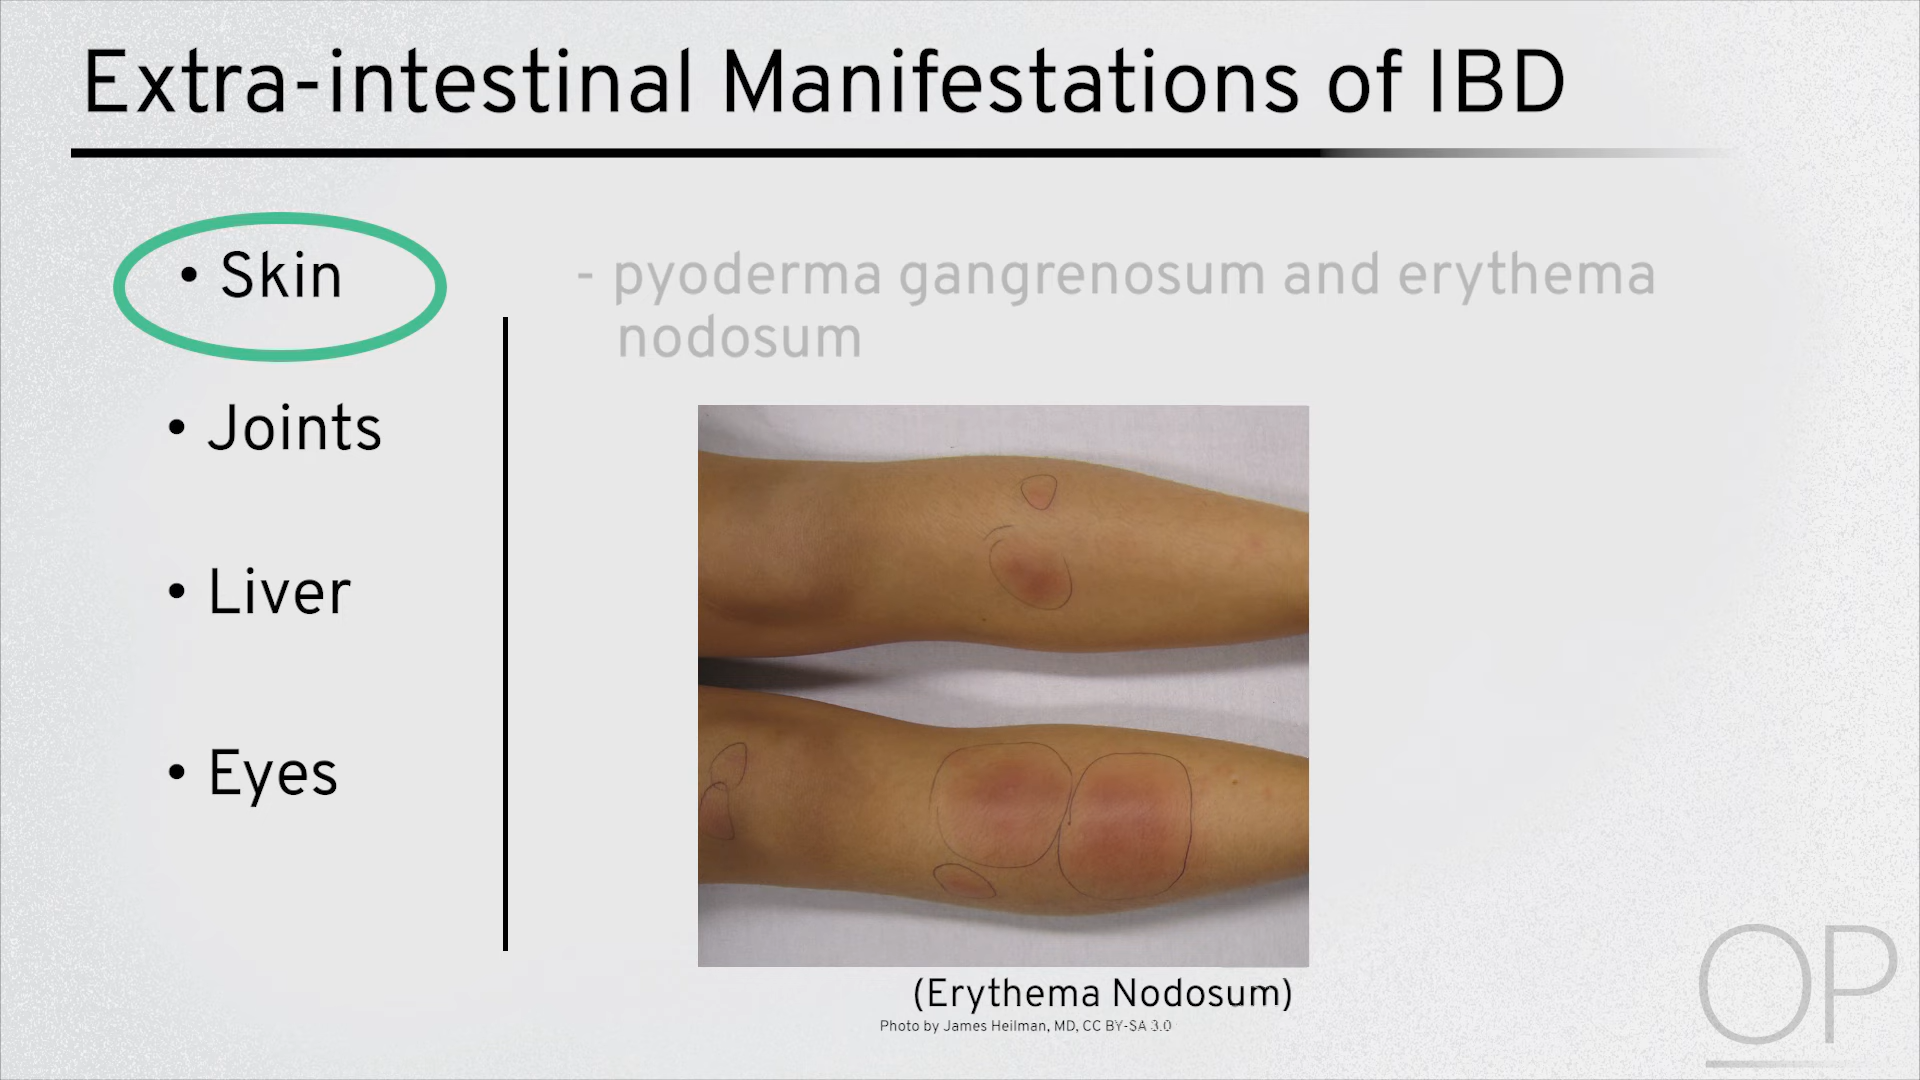 Extra-intestinal Manifestations of IBD
• Skin
- pyoderma gangrenosum and erythema
nodosum
• Joints
• Liver
• Eyes
(Erythema Nodosum)
Photo by James Heilman, MD, CC BY-SA 3.0
OP